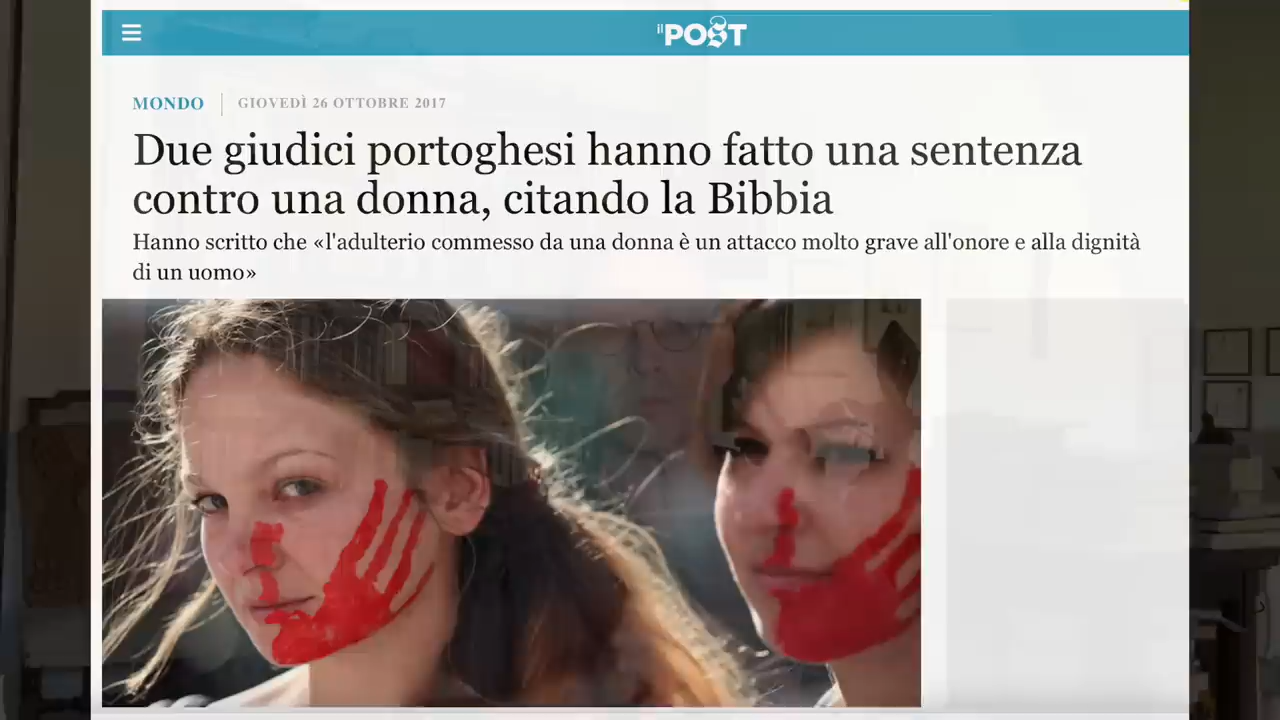 il POST
MONDO
GIOVEDÌ 26 OTTOBRE 2017
Due giudici portoghesi hanno fatto una sentenza
contro una donna, citando la Bibbia
Hanno scritto che «l'adulterio commesso da una donna è un attacco molto grave all'onore e alla dignità
di un uomo»